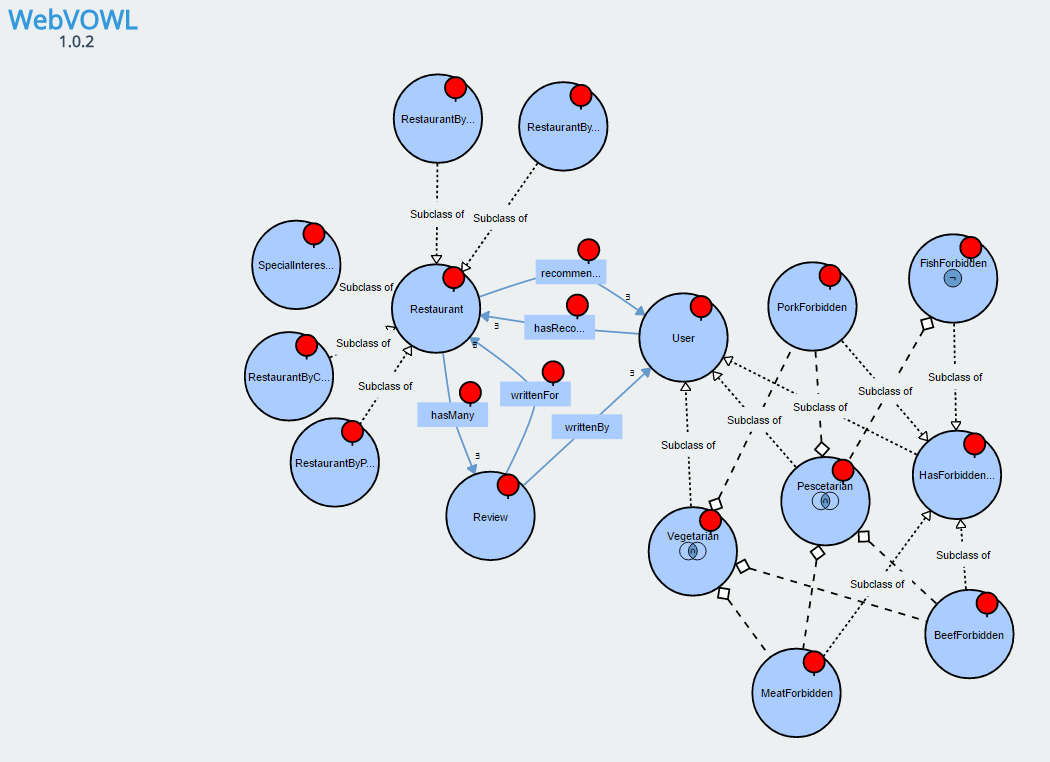 WebVOWL
1.0.2
RestaurantBy...
RestaurantBy...
Subclass of
Subclass of
SpecialInteres...
Subclass of
Restaurant
recommen...
hasReco...
User
PorkForbidden
FishForbidden
¬
Subclass of
RestaurantByC...
Subclass of
hasMany
writtenFor
writtenBy
Subclass of
Subclass of
Subclass of
Subclass of
Subclass of
RestaurantByP...
Review
Vegetarian
∩
Pescetarian
∩
HasForbidden...
Subclass of
Subclass of
BeefForbidden
MeatForbidden